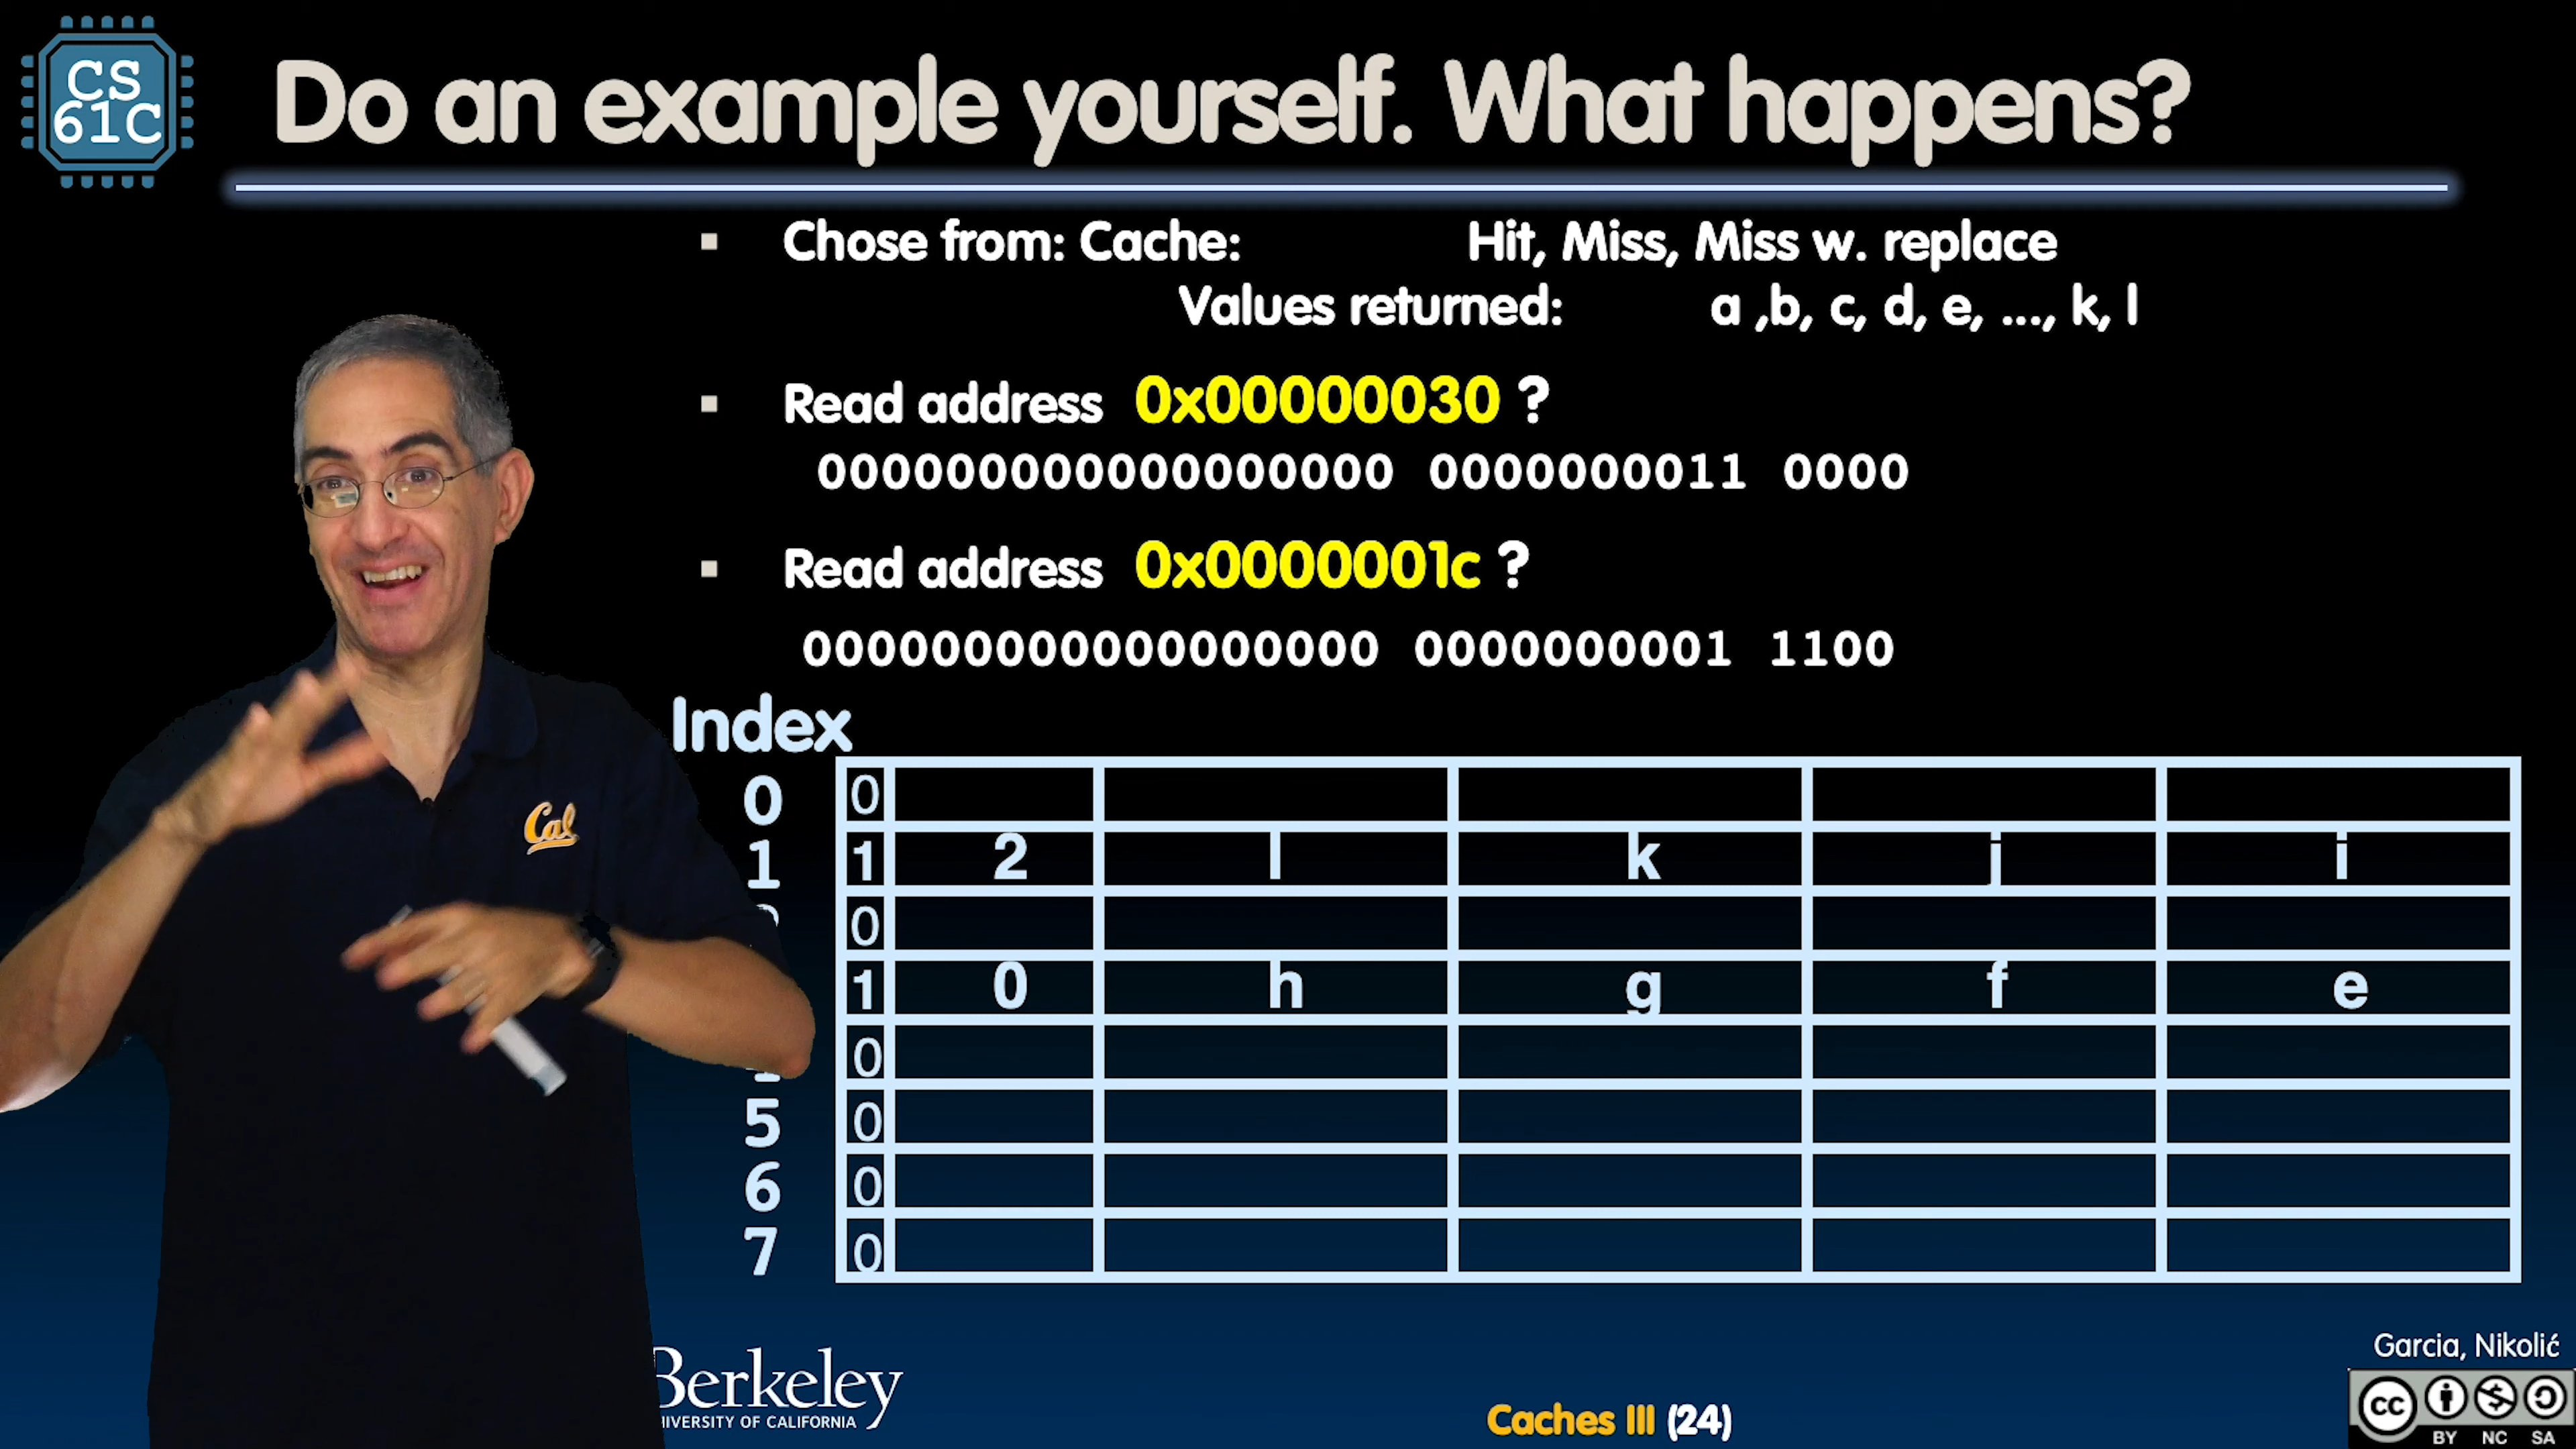 CS
61C
Do an example yourself. What happens?
Chose from: Cache: Hit, Miss, Miss w. replace
Values returned: a ,b, c, d, e, ..., k, l
Read address 0x00000030 ?
000000000000000000 0000000011 0000
Read address 0x0000001c ?
000000000000000000 0000000001 1100
Index
0 0
1 1 2 l k j i
0
1 0 h g f e
0
5 0
6 0
7 0
Cal
Berkeley
UNIVERSITY OF CALIFORNIA
Caches III (24)
Garcia, Nikolić
cc
BY NC SA